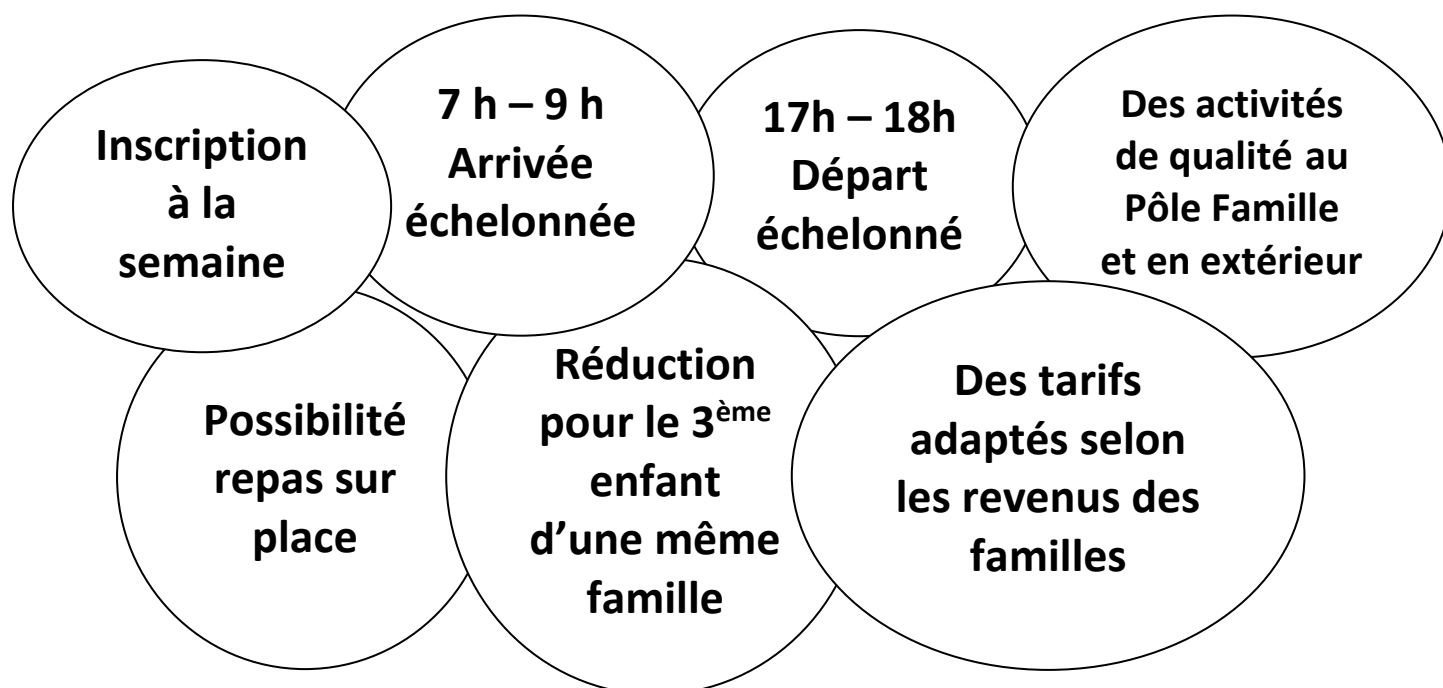 Inscription
à la
semaine
7 h – 9 h
Arrivée
échelonnée
17h – 18h
Départ
échelonné
Des activités
de qualité au
Pôle Famille
et en extérieur
Possibilité
repas sur
place
Réduction
pour le 3ème
enfant
d’une même
famille
Des tarifs
adaptés selon
les revenus des
familles